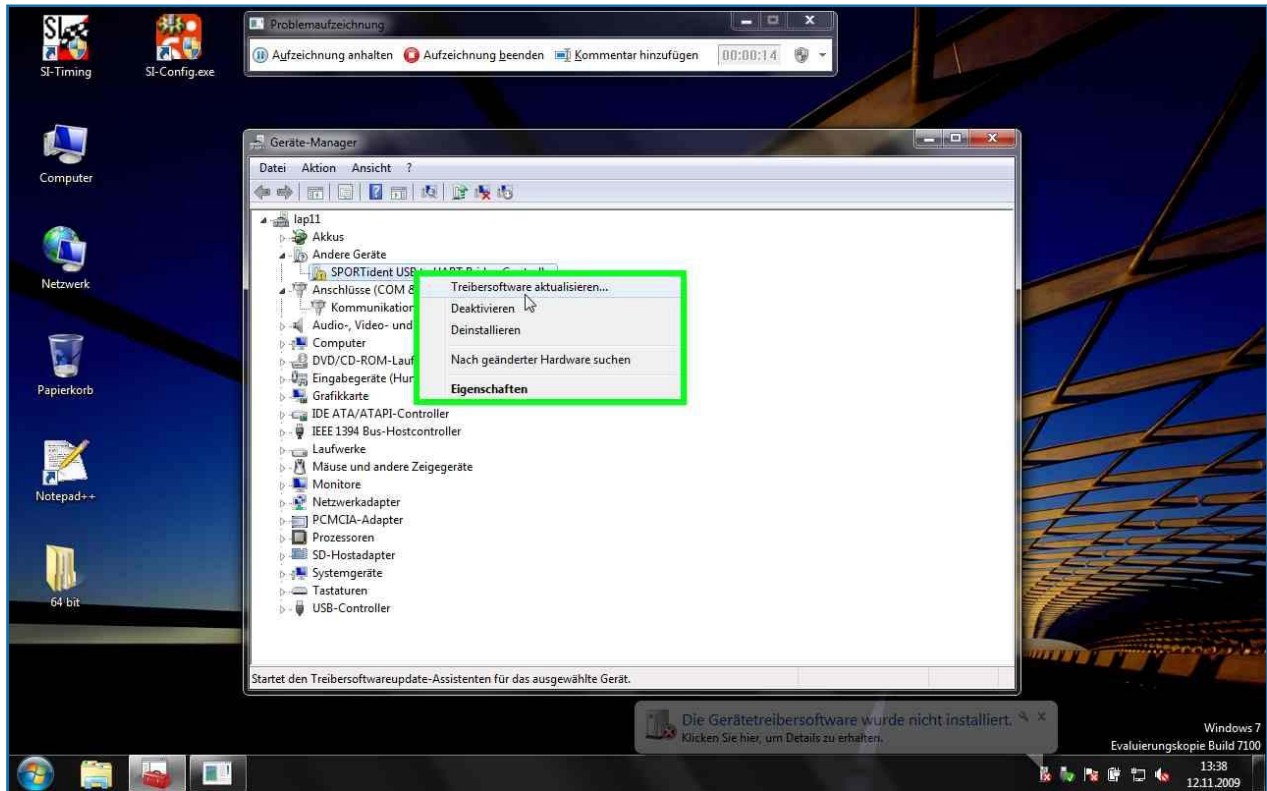 SI-Timing
SI-Config.exe
Problemaufzeichnung
Aufzeichnung anhalten Aufzeichnung beenden Kommentar hinzufügen 00:00:14
Computer
Netzwerk
Papierkorb
Notepad++
64 bit
Geräte-Manager
Datei Aktion Ansicht ?
lap11
Akkus
Andere Geräte
SPORTident USB to UART Bridge Controller
Anschlüsse (COM &
Kommunikation
Audio-, Video- und
Computer
DVD/CD-ROM-Lauf
Eingabegeräte (Hum
Grafikkarte
IDE ATA/ATAPI-Controller
IEEE 1394 Bus-Hostcontroller
Laufwerke
Mäuse und andere Zeigegeräte
Monitore
Netzwerkadapter
PCMCIA-Adapter
Prozessoren
SD-Hostadapter
Systemgeräte
Tastaturen
USB-Controller
Treibersoftware aktualisieren...
Deaktivieren
Deinstallieren
Nach geänderter Hardware suchen
Eigenschaften
Startet den Treibersoftwareupdate-Assistenten für das ausgewählte Gerät.
Die Gerätetreibersoftware wurde nicht installiert.
Klicken Sie hier, um Details zu erhalten.
Windows 7
Evaluierungskopie Build 7100
13:38
12.11.2009